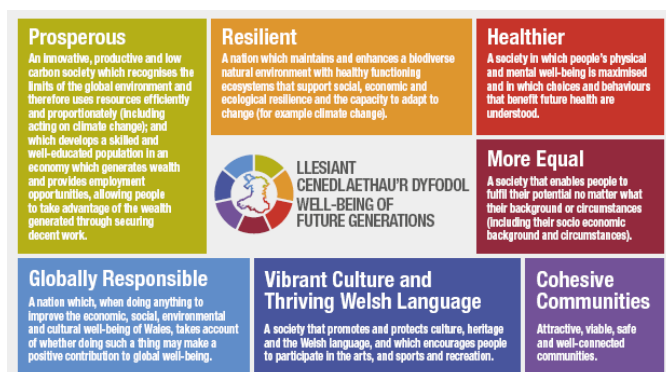 Prosperous
An innovative, productive and low
carbon society which recognises the
limits of the global environment and
therefore uses resources efficiently
and proportionately (including
acting on climate change); and
which develops a skilled and
well-educated population in an
economy which generates wealth
and provides employment
opportunities, allowing people
to take advantage of the wealth
generated through securing
decent work.
Resilient
A nation which maintains and enhances a biodiverse
natural environment with healthy functioning
ecosystems that support social, economic and
ecological resilience and the capacity to adapt to
change (for example climate change).
Healthier
A society in which people's physical
and mental well-being is maximised
and in which choices and behaviours
that benefit future health are
understood.
LLESIANT
CENEDLAETHAU'R DYFODOL
WELL-BEING OF
FUTURE GENERATIONS
More Equal
A society that enables people to
fulfil their potential no matter what
their background or circumstances
(including their socio economic
background and circumstances).
Globally Responsible
A nation which, when doing anything to
improve the economic, social, environmental
and cultural well-being of Wales, takes account
of whether doing such a thing may make a
positive contribution to global well-being.
Vibrant Culture and
Thriving Welsh Language
A society that promotes and protects culture, heritage
and the Welsh language, and which encourages people
to participate in the arts, and sports and recreation.
Cohesive
Communities
Attractive, viable, safe
and well-connected
communities.